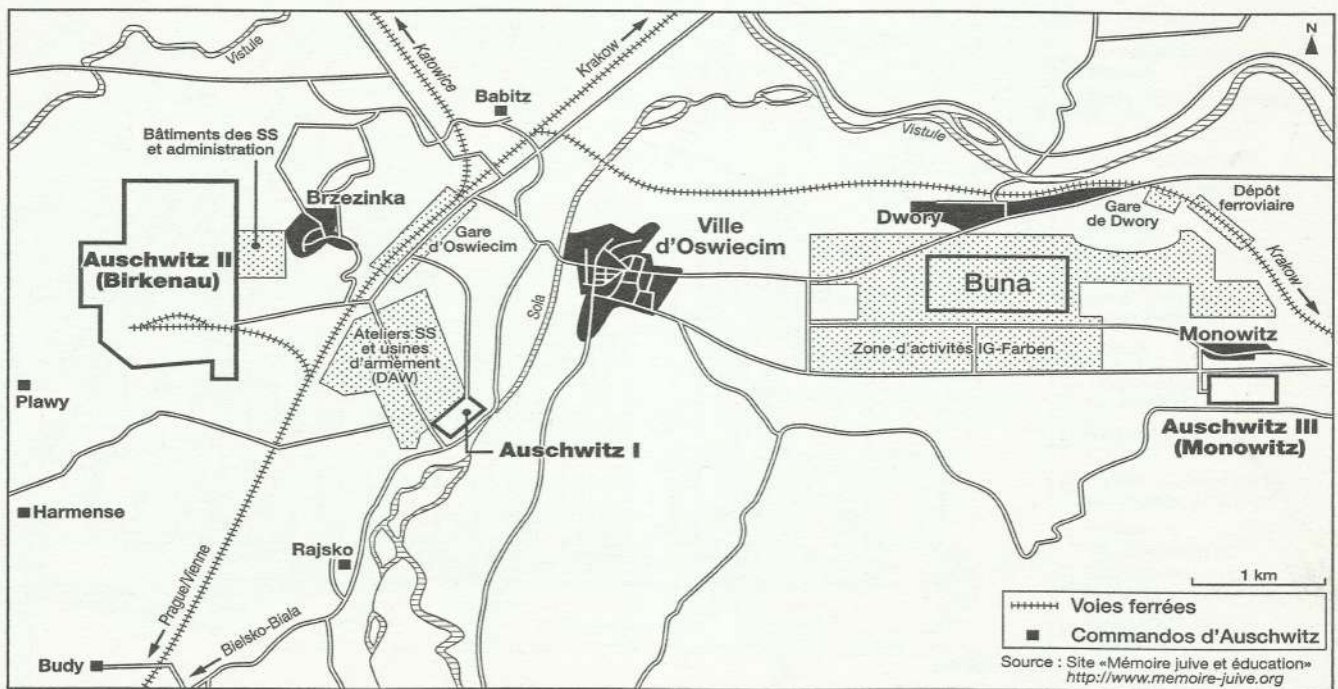 N
Vistule
Katowice
Krakow
Babitz
Bâtiments des SS
et administration
Brzezinka
Vistule
Auschwitz II
(Birkenau)
Gare
d'Oswiecim
Ville
d'Oswiecim
Dwory
Gare
de Dwory
Dépôt
ferroviaire
Krakow
Buna
Sola
Ateliers SS
et usines
d'armement
(DAW)
Zone d'activités IG-Farben
Monowitz
Plawy
Auschwitz I
Auschwitz III
(Monowitz)
Harmense
Rajsko
Prague/Vienne
Bielsko-Biala
Budy
1 km
Voies ferrées
Commandos d'Auschwitz
Source : Site «Mémoire juive et éducation»
http://www.memoire-juive.org